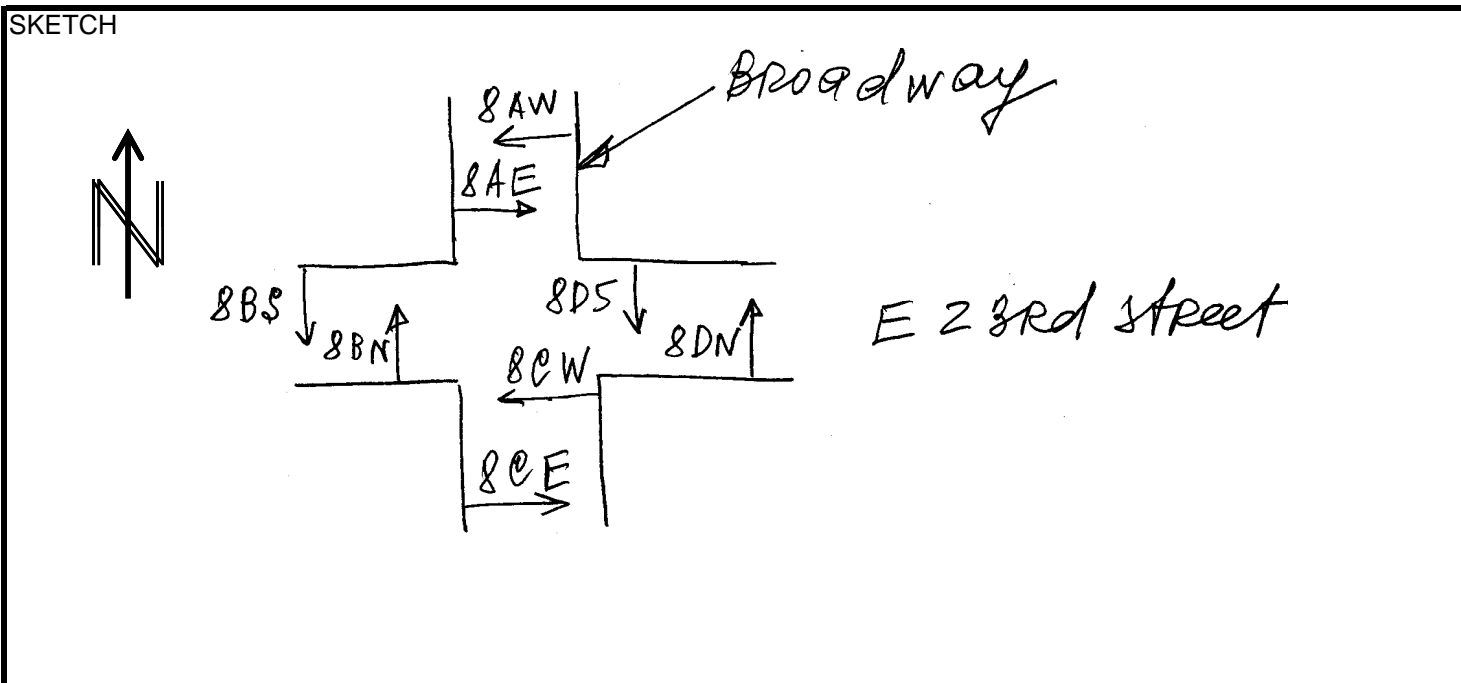 SKETCH
Broadway
8AW
8AE
N
8BS
8BN
8DS
8DN
E 23rd street
8CW
8CE